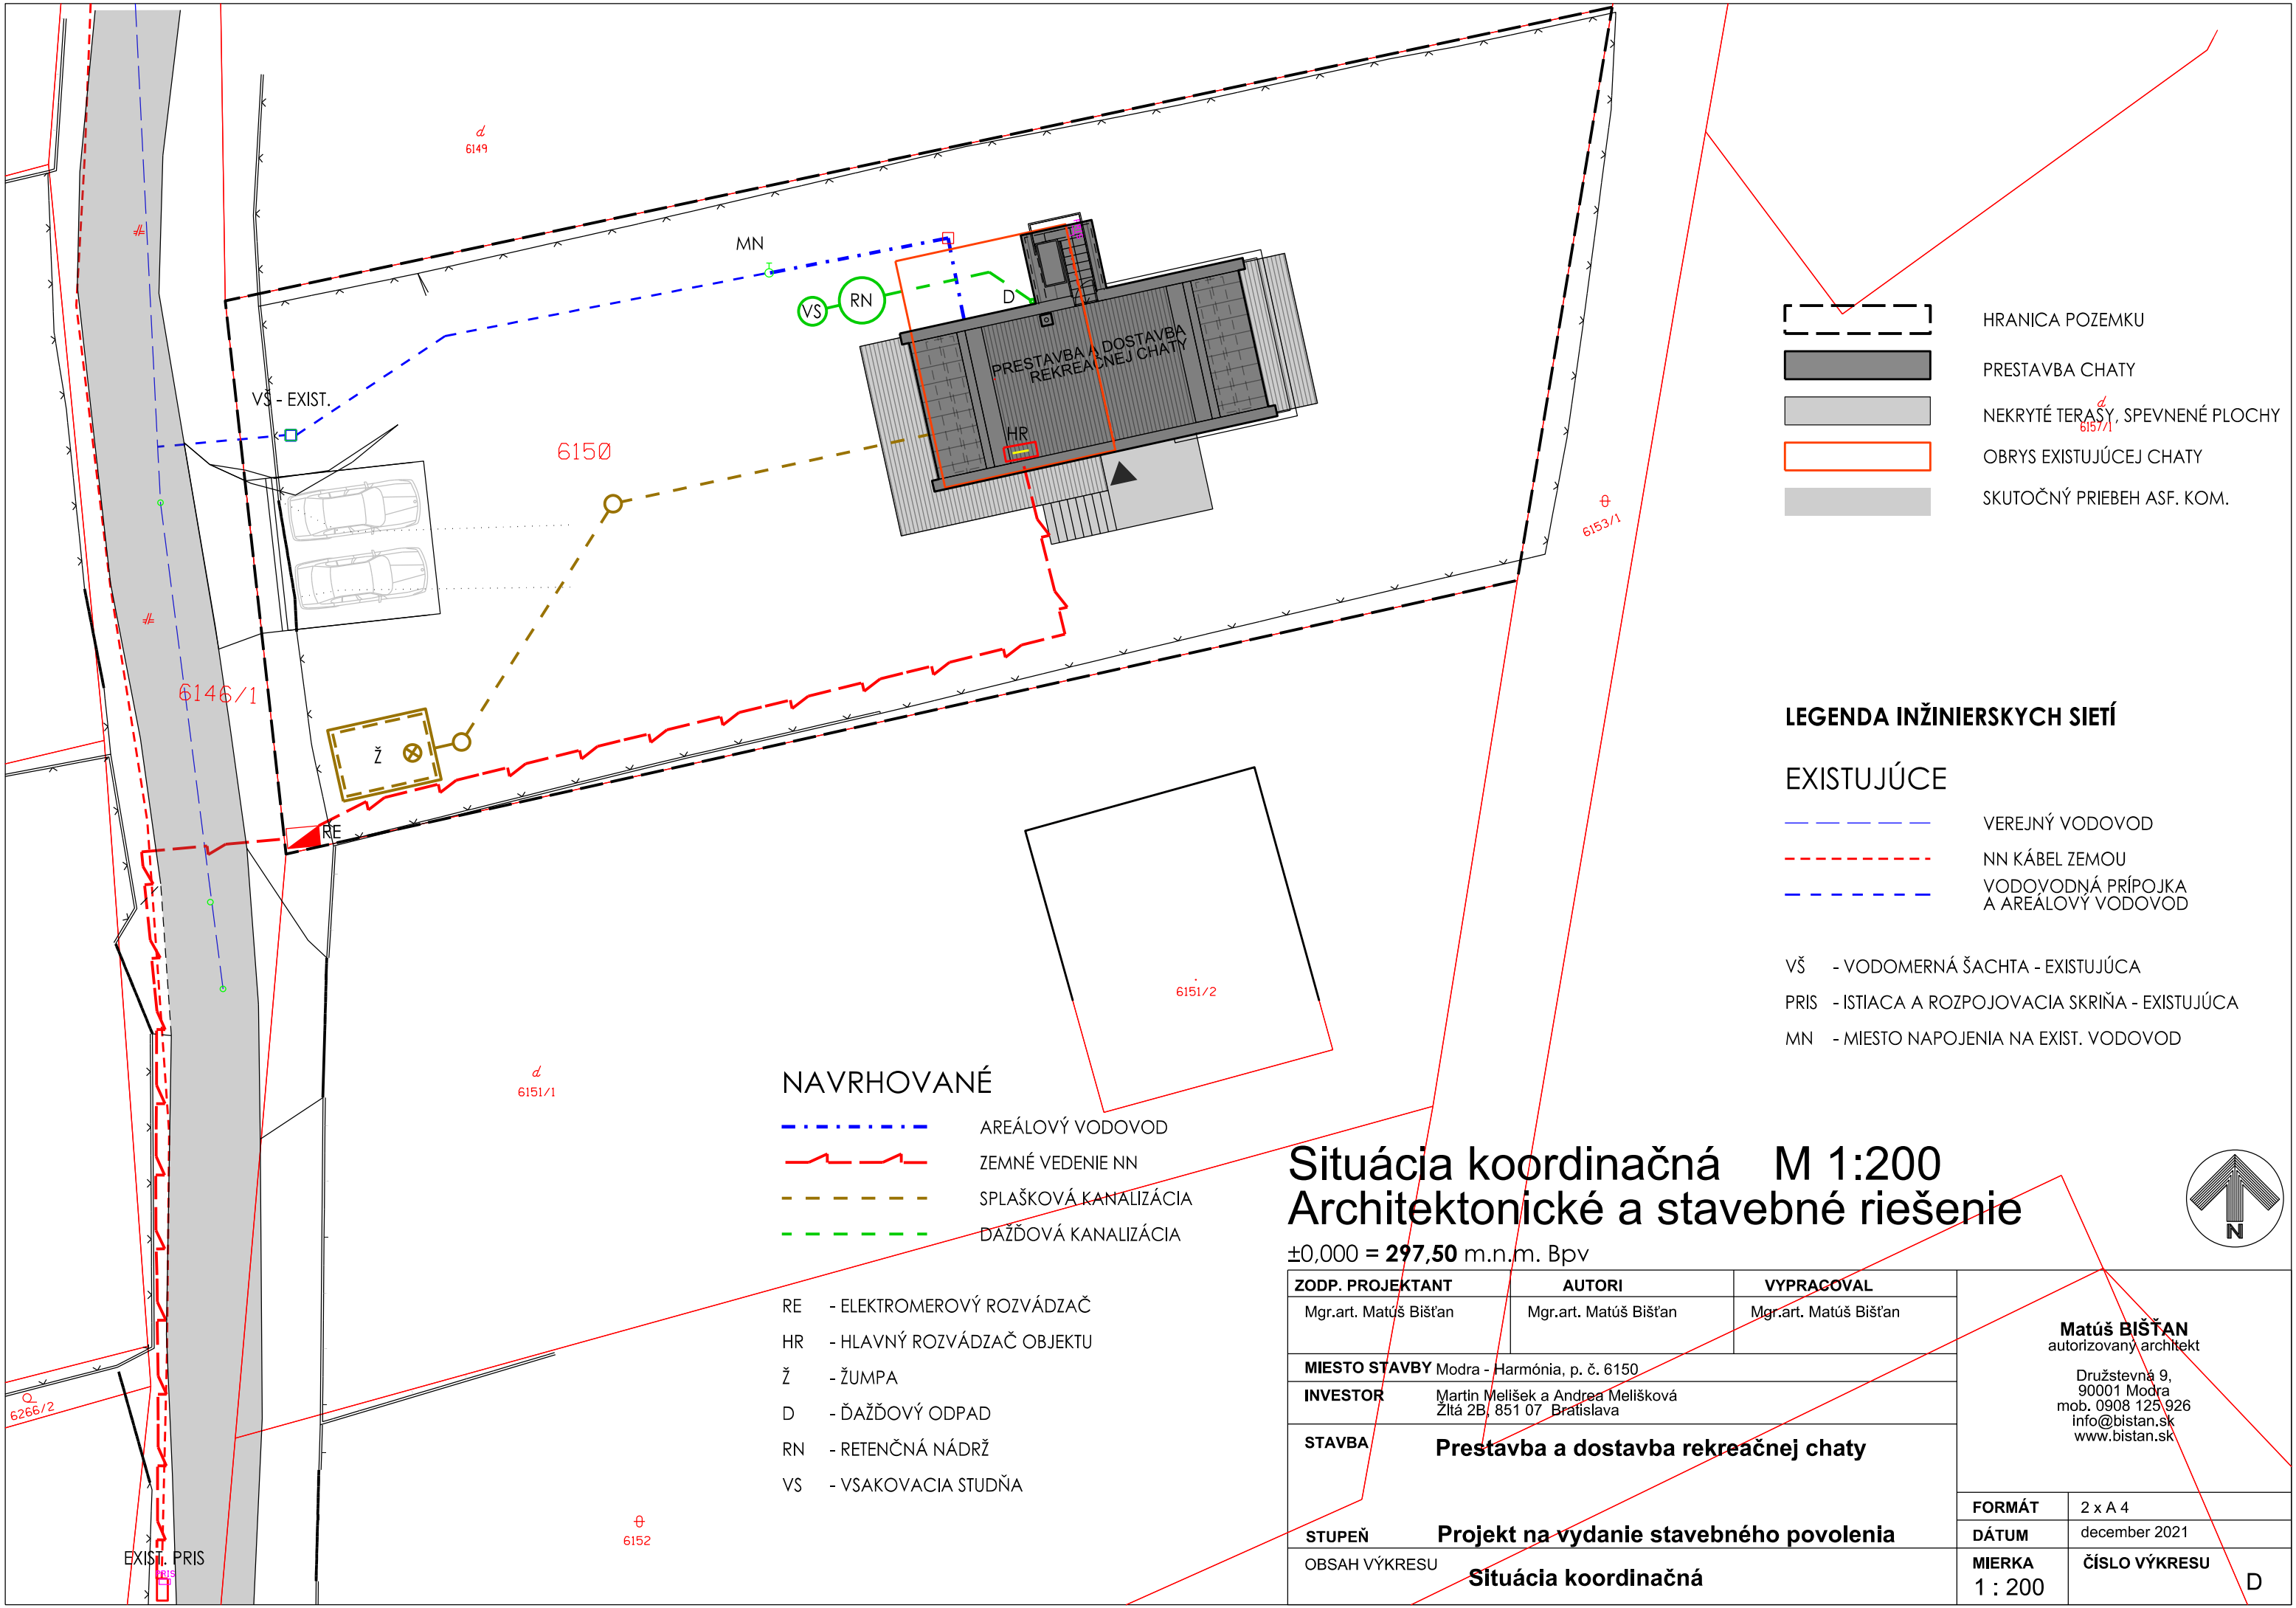 d
6149
MN
VS
RN
D
PRESTAVBA A DOSTAVBA
REKREAČNEJ CHATY
HR
VŠ - EXIST.
6150
6146/1
Ž
RE
d
6151/1
6151/2
6153/1
6152
6266/2
EXIST. PRIS
PRIS
HRANICA POZEMKU
PRESTAVBA CHATY
NEKRYTÉ TERASY, SPEVNENÉ PLOCHY
d
6157/1
OBRYS EXISTUJÚCEJ CHATY
SKUTOČNÝ PRIEBEH ASF. KOM.
LEGENDA INŽINIERSKYCH SIETÍ
EXISTUJÚCE
VEREJNÝ VODOVOD
NN KÁBEL ZEMOU
VODOVODNÁ PRÍPOJKA
A AREÁLOVÝ VODOVOD
VŠ - VODOMERNÁ ŠACHTA - EXISTUJÚCA
PRIS - ISTIACA A ROZPOJOVACIA SKRIŇA - EXISTUJÚCA
MN - MIESTO NAPOJENIA NA EXIST. VODOVOD
NAVRHOVANÉ
AREÁLOVÝ VODOVOD
ZEMNÉ VEDENIE NN
SPLAŠKOVÁ KANALIZÁCIA
DAŽĎOVÁ KANALIZÁCIA
RE - ELEKTROMEROVÝ ROZVÁDZAČ
HR - HLAVNÝ ROZVÁDZAČ OBJEKTU
Ž - ŽUMPA
D - ĎAŽĎOVÝ ODPAD
RN - RETENČNÁ NÁDRŽ
VS - VSAKOVACIA STUDŇA
Situácia koordinačná M 1:200
Architektonické a stavebné riešenie
±0,000 = 297,50 m.n.m. Bpv
N
ZODP. PROJEKTANT AUTORI VYPRACOVAL
Mgr.art. Matúš Bišťan Mgr.art. Matúš Bišťan Mgr.art. Matúš Bišťan
MIESTO STAVBY Modra - Harmónia, p. č. 6150
INVESTOR Martin Melišek a Andrea Melišková
Žltá 2B, 851 07 Bratislava
STAVBA Prestavba a dostavba rekreačnej chaty
STUPEŇ Projekt na vydanie stavebného povolenia
OBSAH VÝKRESU Situácia koordinačná
Matúš BIŠŤAN
autorizovaný architekt
Družstevná 9,
90001 Modra
mob. 0908 125 926
info@bistan.sk
www.bistan.sk
FORMÁT 2 x A 4
DÁTUM december 2021
MIERKA ČÍSLO VÝKRESU
1 : 200 D